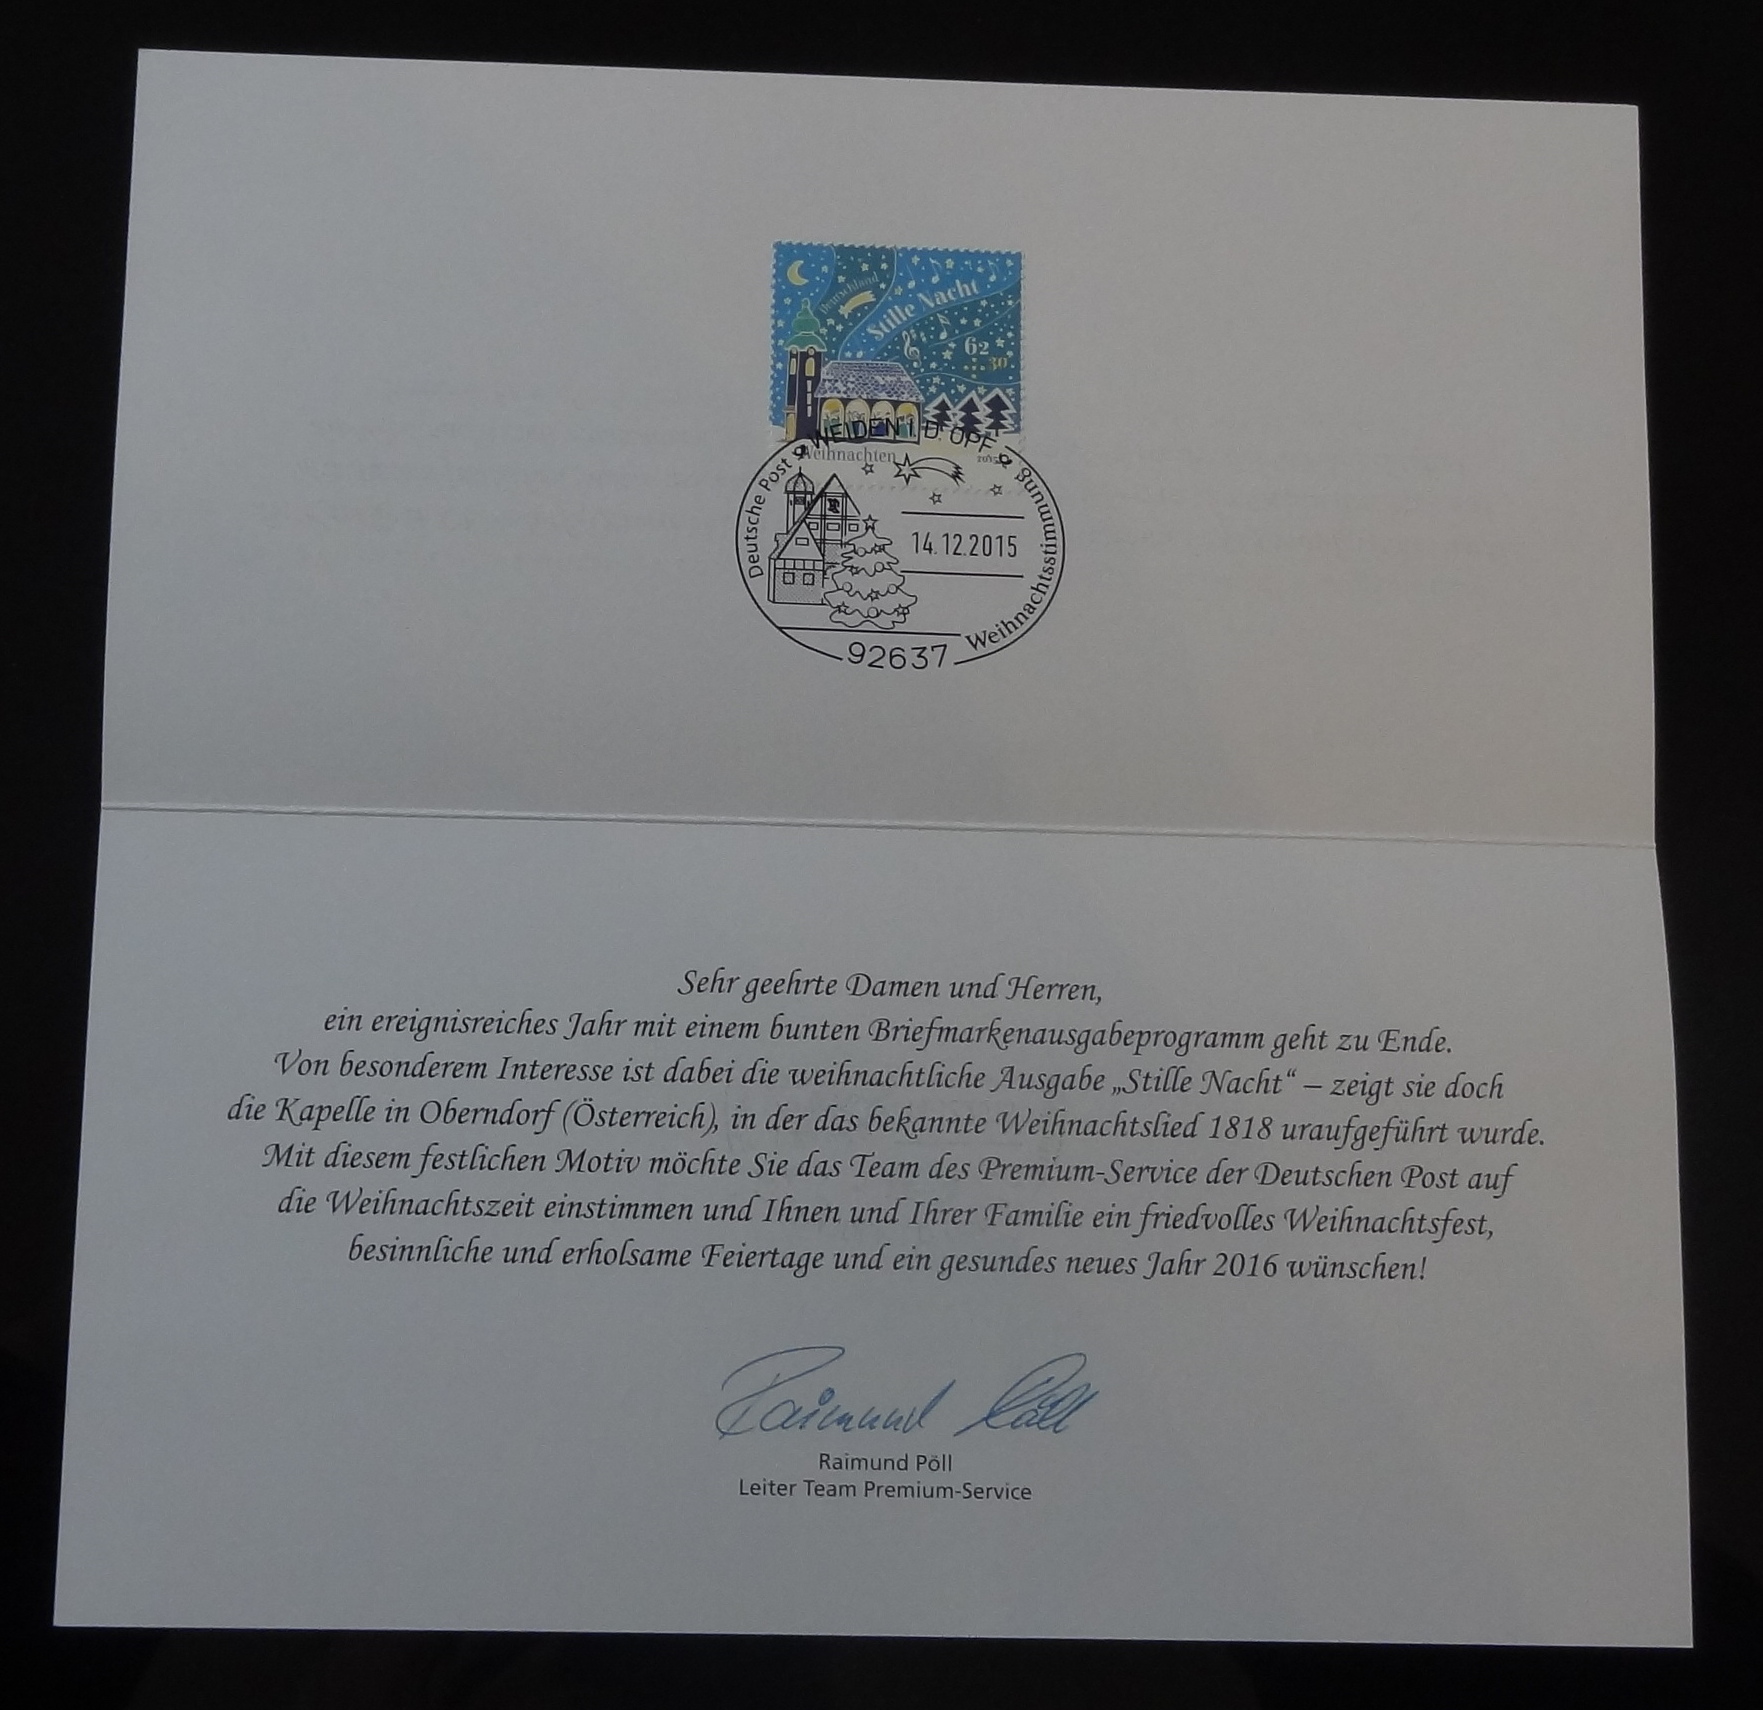 Deutschland
Stille Nacht
62
30
Weihnachten
2015
WEIDEN I. D. OPF
Deutsche Post
14.12.2015
Weihnachtsstimmung
92637
Sehr geehrte Damen und Herren,
ein ereignisreiches Jahr mit einem bunten Briefmarkenausgabeprogramm geht zu Ende.
Von besonderem Interesse ist dabei die weihnachtliche Ausgabe „Stille Nacht“ – zeigt sie doch
die Kapelle in Oberndorf (Österreich), in der das bekannte Weihnachtslied 1818 uraufgeführt wurde.
Mit diesem festlichen Motiv möchte Sie das Team des Premium-Service der Deutschen Post auf
die Weihnachtszeit einstimmen und Ihnen und Ihrer Familie ein friedvolles Weihnachtsfest,
besinnliche und erholsame Feiertage und ein gesundes neues Jahr 2016 wünschen!
Raimund Pöll
Raimund Pöll
Leiter Team Premium-Service